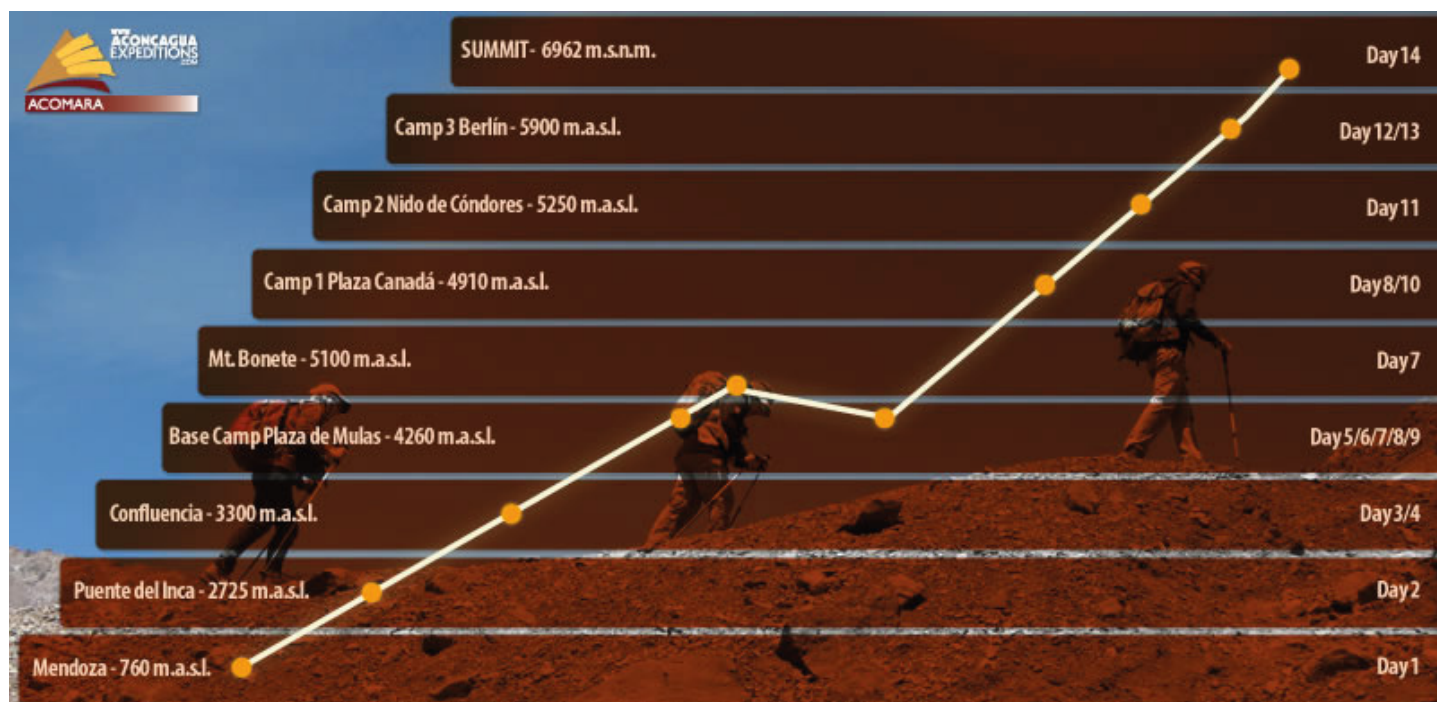 www
ACONCAGUA
EXPEDITIONS
.COM
ACOMARA
SUMMIT- 6962 m.s.n.m. Day 14
Camp 3 Berlín - 5900 m.a.s.l. Day 12/13
Camp 2 Nido de Cóndores - 5250 m.a.s.l. Day 11
Camp 1 Plaza Canadá - 4910 m.a.s.l. Day 8/10
Mt. Bonete - 5100 m.a.s.l. Day 7
Base Camp Plaza de Mulas - 4260 m.a.s.l. Day 5/6/7/8/9
Confluencia - 3300 m.a.s.l. Day 3/4
Puente del Inca - 2725 m.a.s.l. Day 2
Mendoza - 760 m.a.s.l. Day 1